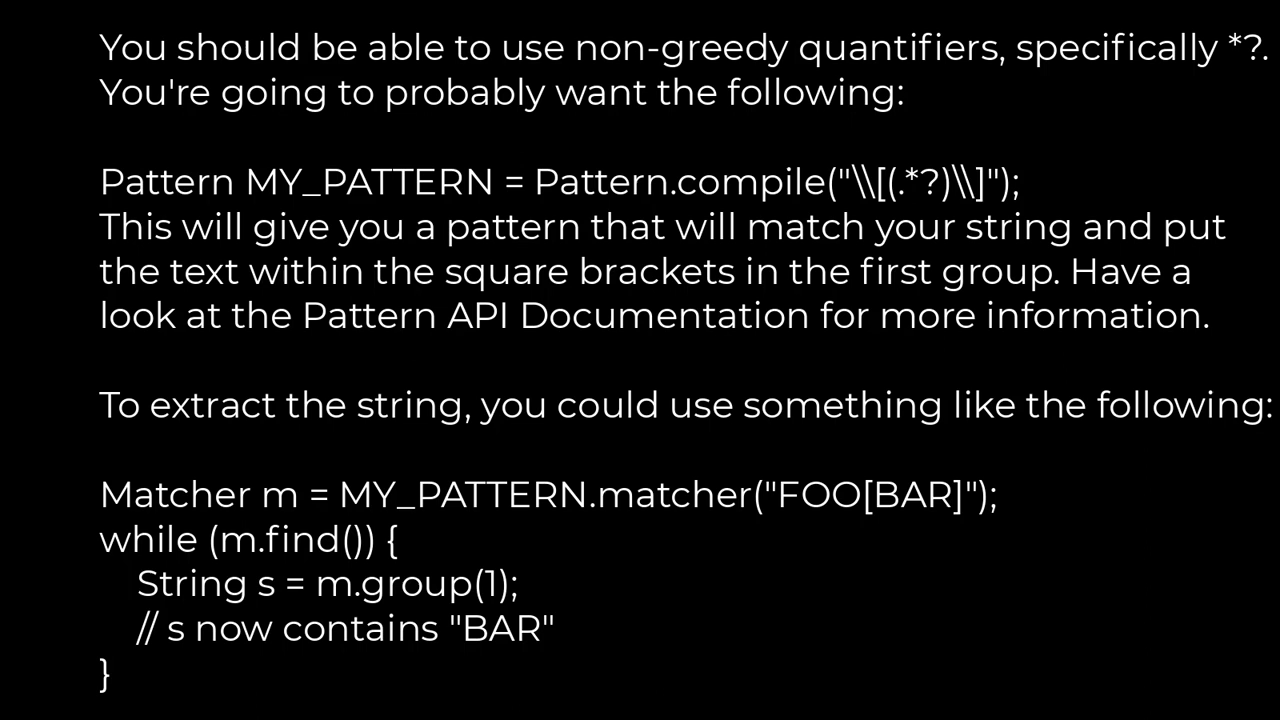 You should be able to use non-greedy quantifiers, specifically *?.
You're going to probably want the following:
Pattern MY_PATTERN = Pattern.compile("\\[(.*?)\\]");
This will give you a pattern that will match your string and put
the text within the square brackets in the first group. Have a
look at the Pattern API Documentation for more information.
To extract the string, you could use something like the following:
Matcher m = MY_PATTERN.matcher("FOO[BAR]");
while (m.find()) {
    String s = m.group(1);
    // s now contains "BAR"
}